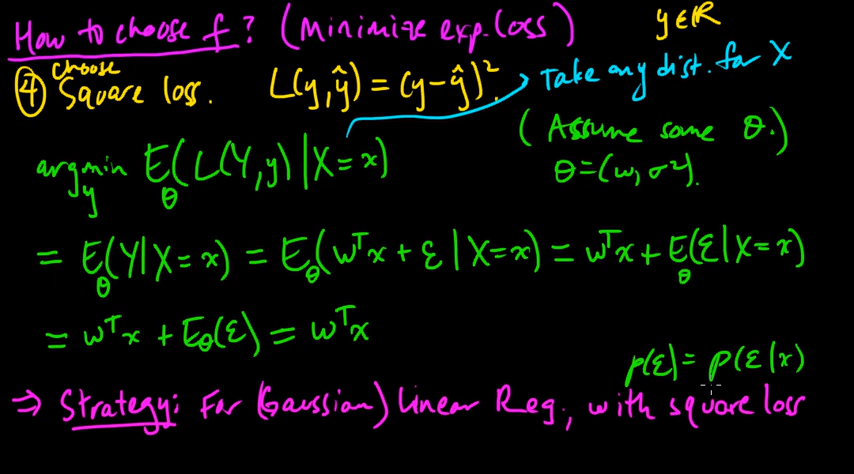 How to choose f? (Minimize exp. loss)
y ∈ ℝ
④ choose Square loss. L(y, ŷ) = (y - ŷ)².
Take any dist. for X
(Assume some θ.)
θ = (w, σ²).
argmin_y E_θ(L(Y, y) | X = x)
= E_θ(Y | X = x) = E_θ(wᵀx + ε | X = x) = wᵀx + E_θ(ε | X = x)
= wᵀx + E_θ(ε) = wᵀx
p(ε) = p(ε | x)
⇒ Strategy: For (Gaussian) Linear Reg., with square loss